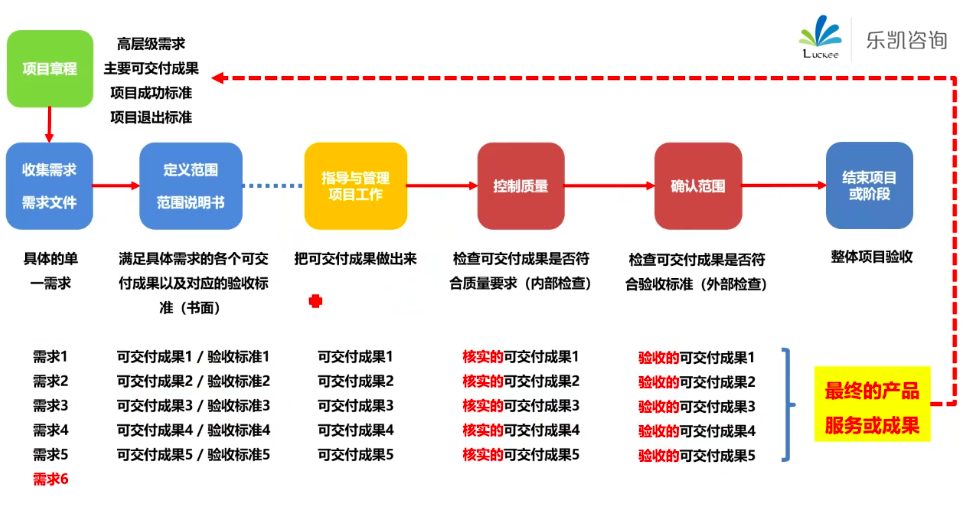 Luckee
乐凯咨询
项目章程
高层级需求
主要可交付成果
项目成功标准
项目退出标准
收集需求
需求文件
定义范围
范围说明书
指导与管理
项目工作
控制质量
确认范围
结束项目
或阶段
具体的单
一需求
满足具体需求的各个可交
付成果以及对应的验收标
准（书面）
把可交付成果做出来
检查可交付成果是否符
合质量要求（内部检查）
检查可交付成果是否符
合验收标准（外部检查）
整体项目验收
需求1
需求2
需求3
需求4
需求5
需求6
可交付成果1 / 验收标准1
可交付成果2 / 验收标准2
可交付成果3 / 验收标准3
可交付成果4 / 验收标准4
可交付成果5 / 验收标准5
可交付成果1
可交付成果2
可交付成果3
可交付成果4
可交付成果5
核实的可交付成果1
核实的可交付成果2
核实的可交付成果3
核实的可交付成果4
核实的可交付成果5
验收的可交付成果1
验收的可交付成果2
验收的可交付成果3
验收的可交付成果4
验收的可交付成果5
最终的产品
服务或成果